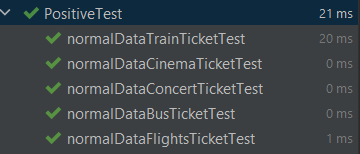 PositiveTest 21 ms
normalDataTrainTicketTest 20 ms
normalDataCinemaTicketTest 0 ms
normalDataConcertTicketTest 0 ms
normalDataBusTicketTest 0 ms
normalDataFlightsTicketTest 1 ms